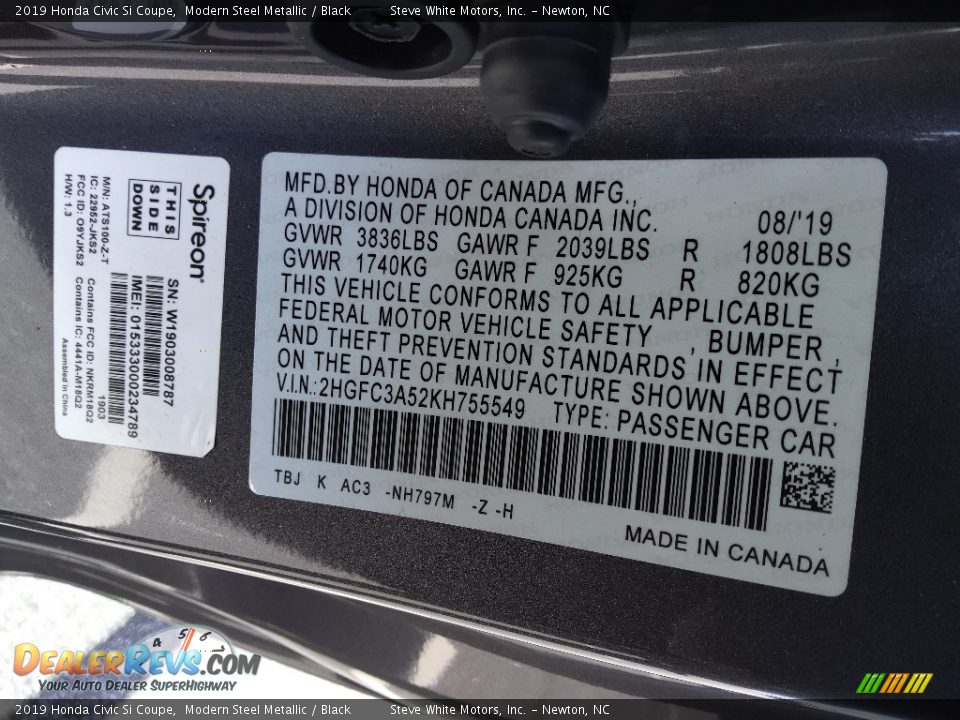 2019 Honda Civic Si Coupe, Modern Steel Metallic / Black Steve White Motors, Inc. – Newton, NC
Spireon
THIS
SIDE
DOWN
SN: W1903008787
IMEI: 015333000234789
M/N: ATS100-Z-T
IC: 22952-JKS2
FCC ID: O9YJKS2
H/W: 1.3
1903
Contains FCC ID: NKRM18Q2
Contains IC: 4441A-M18Q2
Assembled in China
MFD.BY HONDA OF CANADA MFG.,
A DIVISION OF HONDA CANADA INC. 08/'19
GVWR 3836LBS GAWR F 2039LBS R 1808LBS
GVWR 1740KG GAWR F 925KG R 820KG
THIS VEHICLE CONFORMS TO ALL APPLICABLE
FEDERAL MOTOR VEHICLE SAFETY , BUMPER ,
AND THEFT PREVENTION STANDARDS IN EFFECT
ON THE DATE OF MANUFACTURE SHOWN ABOVE.
V.I.N.:2HGFC3A52KH755549 TYPE: PASSENGER CAR
TBJ K AC3 -NH797M -Z -H
MADE IN CANADA
4 5 6
DealerRevs.com
Your Auto Dealer SuperHighway
2019 Honda Civic Si Coupe, Modern Steel Metallic / Black Steve White Motors, Inc. – Newton, NC